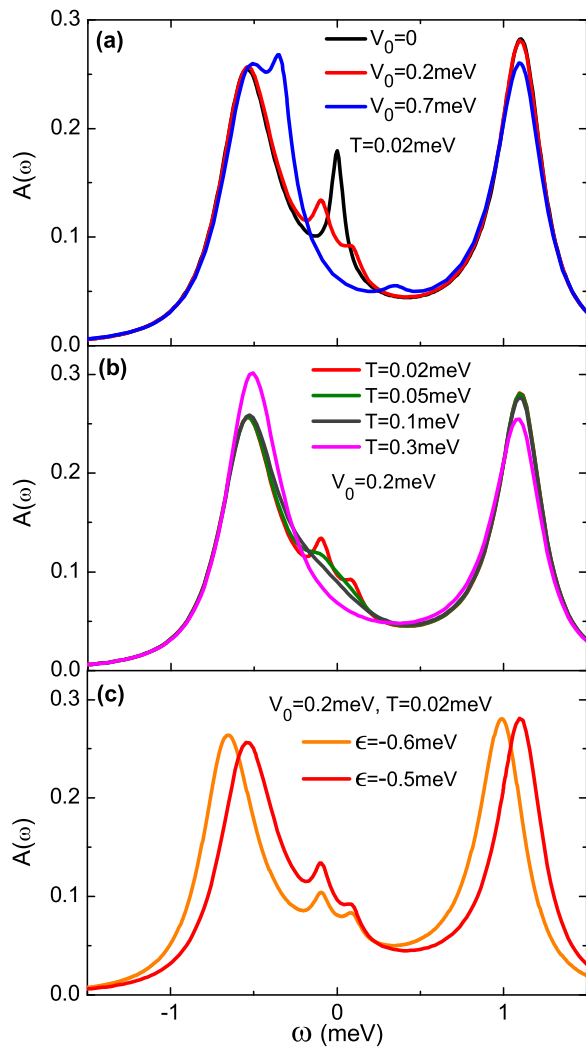 (a)
V₀=0
V₀=0.2meV
V₀=0.7meV
T=0.02meV
A(ω)
0.3
0.2
0.1
0.0
(b)
T=0.02meV
T=0.05meV
T=0.1meV
T=0.3meV
V₀=0.2meV
A(ω)
0.3
0.2
0.1
0.0
(c)
V₀=0.2meV, T=0.02meV
ϵ=-0.6meV
ϵ=-0.5meV
A(ω)
0.3
0.2
0.1
0.0
-1 0 1
ω (meV)